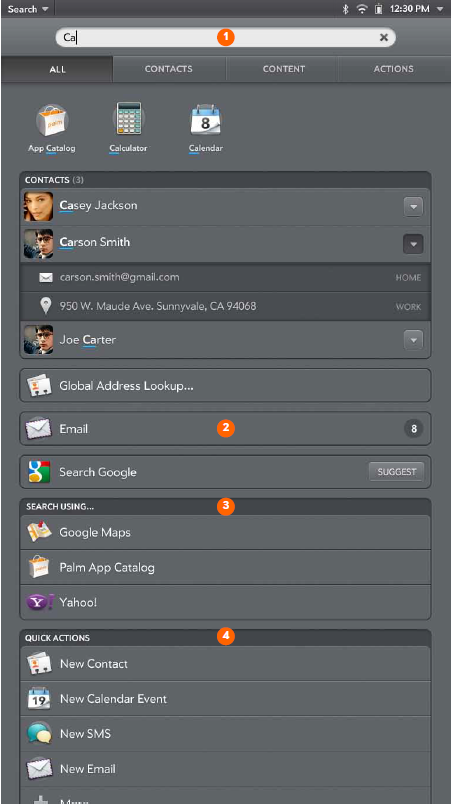 Search
12:30 PM
Ca
1
ALL
CONTACTS
CONTENT
ACTIONS
palm
8
App Catalog
Calculator
Calendar
CONTACTS (3)
Casey Jackson
Carson Smith
carson.smith@gmail.com
HOME
950 W. Maude Ave. Sunnyvale, CA 94068
WORK
Joe Carter
Global Address Lookup...
Email
2
8
g
Search Google
SUGGEST
SEARCH USING...
3
Google Maps
Palm App Catalog
Y!
Yahoo!
QUICK ACTIONS
4
New Contact
19
New Calendar Event
New SMS
New Email
More